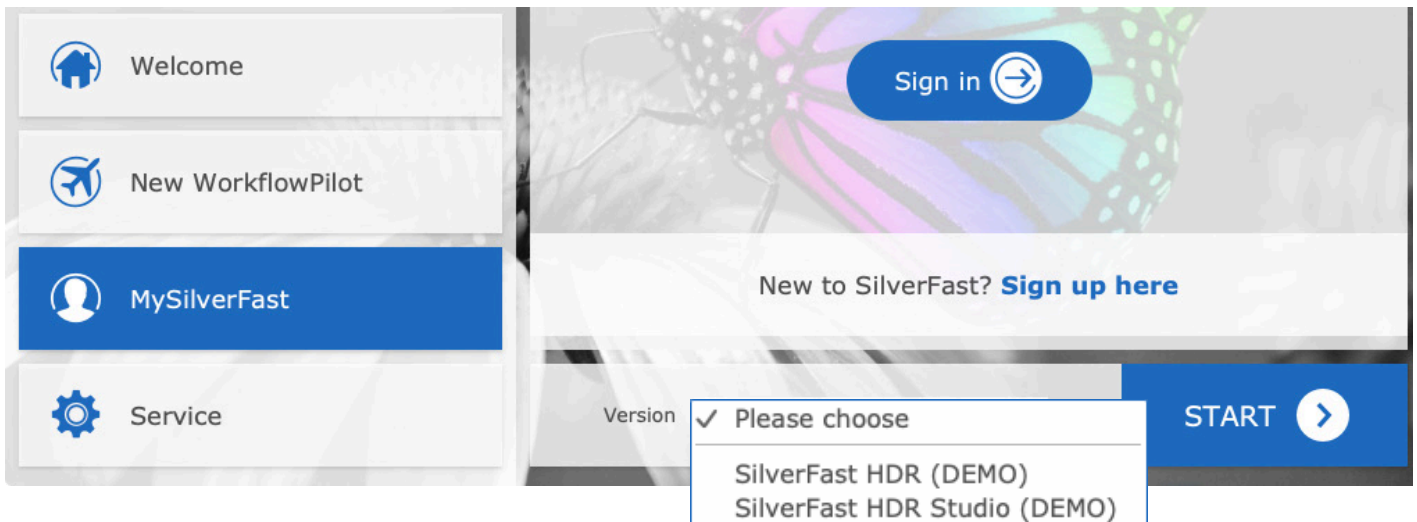 Welcome
New WorkflowPilot
MySilverFast
Service
Sign in
New to SilverFast? Sign up here
Version
Please choose
SilverFast HDR (DEMO)
SilverFast HDR Studio (DEMO)
START